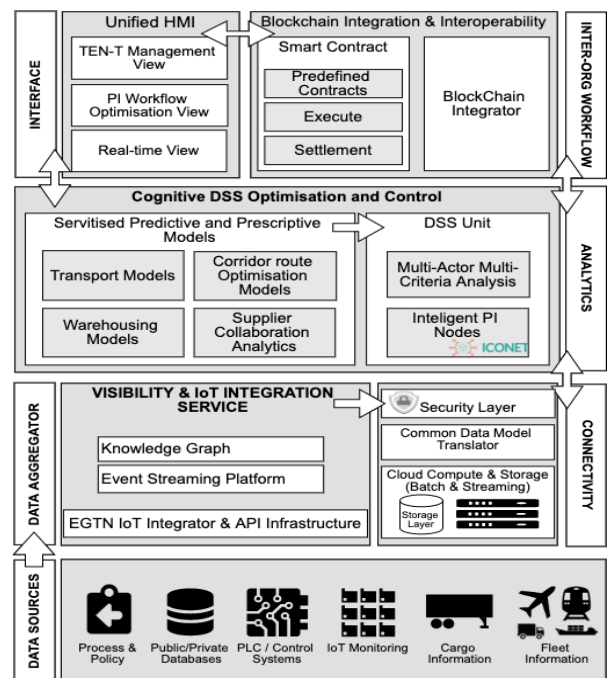 INTERFACE
Unified HMI
TEN-T Management
View
PI Workflow
Optimisation View
Real-time View
Blockchain Integration & Interoperability
Smart Contract
Predefined
Contracts
Execute
Settlement
BlockChain
Integrator
INTER-ORG WORKFLOW
Cognitive DSS Optimisation and Control
Servitised Predictive and Prescriptive
Models
Transport Models
Corridor route
Optimisation
Models
Warehousing
Models
Supplier
Collaboration
Analytics
DSS Unit
Multi-Actor Multi-
Criteria Analysis
Inteligent PI
Nodes
ICONET
ANALYTICS
DATA AGGREGATOR
VISIBILITY & IoT INTEGRATION
SERVICE
Knowledge Graph
Event Streaming Platform
EGTN IoT Integrator & API Infrastructure
Security Layer
Common Data Model
Translator
Cloud Compute & Storage
(Batch & Streaming)
Storage
Layer
CONNECTIVITY
DATA SOURCES
Process &
Policy
Public/Private
Databases
PLC / Control
Systems
IoT Monitoring
Cargo
Information
Fleet
Information